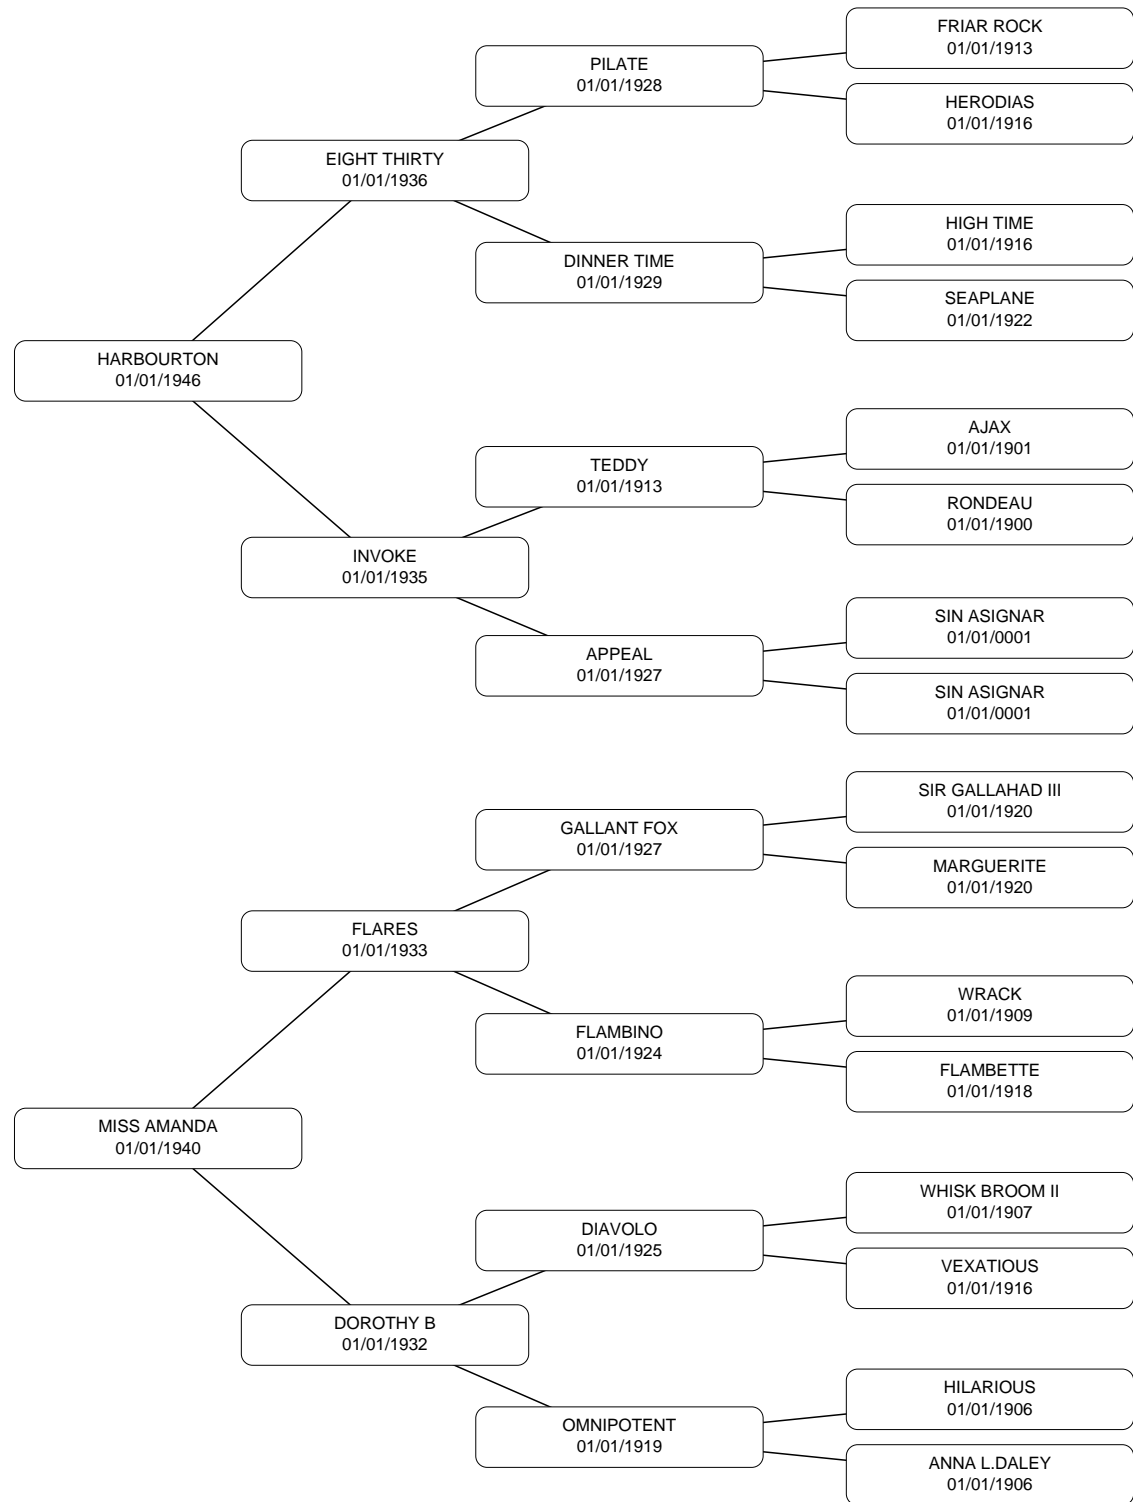 FRIAR ROCK
01/01/1913
PILATE
01/01/1928
HERODIAS
01/01/1916
EIGHT THIRTY
01/01/1936
HIGH TIME
01/01/1916
DINNER TIME
01/01/1929
SEAPLANE
01/01/1922
HARBOURTON
01/01/1946
AJAX
01/01/1901
TEDDY
01/01/1913
RONDEAU
01/01/1900
INVOKE
01/01/1935
SIN ASIGNAR
01/01/0001
APPEAL
01/01/1927
SIN ASIGNAR
01/01/0001
SIR GALLAHAD III
01/01/1920
GALLANT FOX
01/01/1927
MARGUERITE
01/01/1920
FLARES
01/01/1933
WRACK
01/01/1909
FLAMBINO
01/01/1924
FLAMBETTE
01/01/1918
MISS AMANDA
01/01/1940
WHISK BROOM II
01/01/1907
DIAVOLO
01/01/1925
VEXATIOUS
01/01/1916
DOROTHY B
01/01/1932
HILARIOUS
01/01/1906
OMNIPOTENT
01/01/1919
ANNA L.DALEY
01/01/1906